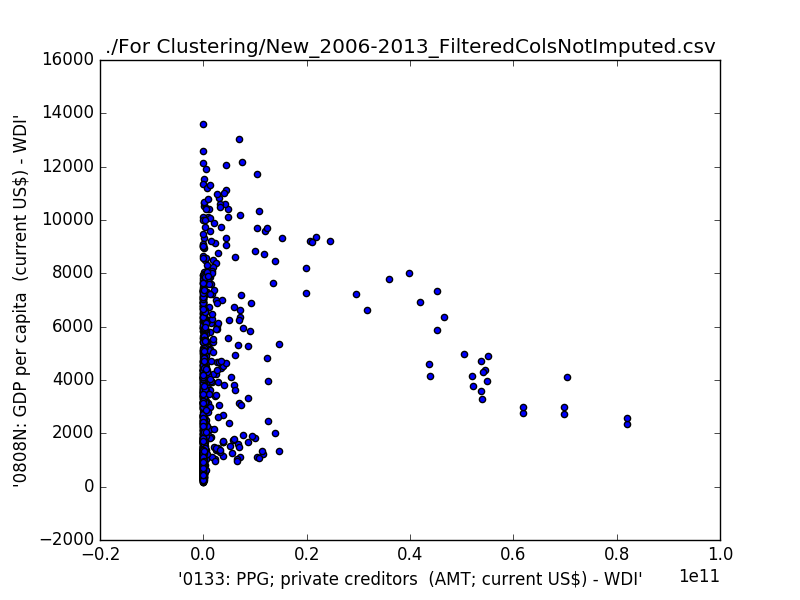 ./For Clustering/New_2006-2013_FilteredColsNotImputed.csv
16000
14000
12000
10000
8000
6000
4000
2000
0
−2000
'0808N: GDP per capita  (current US$) - WDI'
−0.2 0.0 0.2 0.4 0.6 0.8 1.0
1e11
'0133: PPG; private creditors  (AMT; current US$) - WDI'